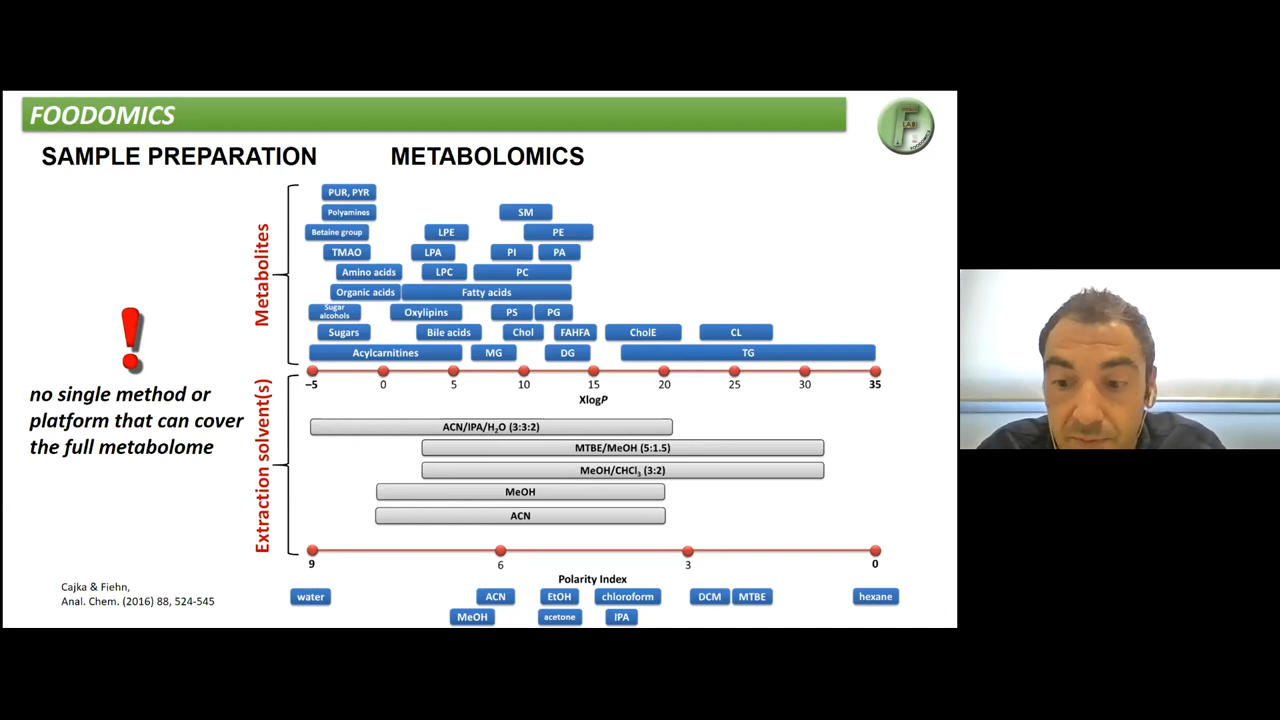 FOODOMICS
LAB
FOODOMICS
SAMPLE PREPARATION
METABOLOMICS
Metabolites
PUR, PYR
Polyamines
SM
Betaine group
LPE
PE
TMAO
LPA
PI
PA
Amino acids
LPC
PC
Organic acids
Fatty acids
Sugar
alcohols
Oxylipins
PS
PG
Sugars
Bile acids
Chol
FAHFA
CholE
CL
Acylcarnitines
MG
DG
TG
–5
0
5
10
15
20
25
30
35
XlogP
!
no single method or
platform that can cover
the full metabolome
Extraction solvent(s)
ACN/IPA/H₂O (3:3:2)
MTBE/MeOH (5:1.5)
MeOH/CHCl₃ (3:2)
MeOH
ACN
9
6
3
0
Polarity Index
water
ACN
EtOH
chloroform
DCM
MTBE
hexane
MeOH
acetone
IPA
Cajka & Fiehn,
Anal. Chem. (2016) 88, 524-545